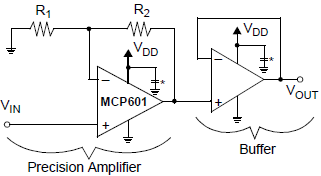 R1
R2
VDD
VDD
*
*
MCP601
VIN
VOUT
Precision Amplifier
Buffer